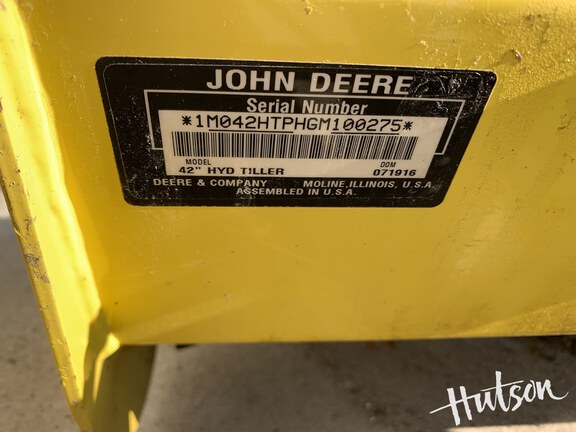 JOHN DEERE
Serial Number
*1M042HTPHGM100275*
MODEL DOM
42" HYD TILLER 071916
DEERE & COMPANY MOLINE, ILLINOIS, U.S.A.
ASSEMBLED IN U.S.A.
Hutson